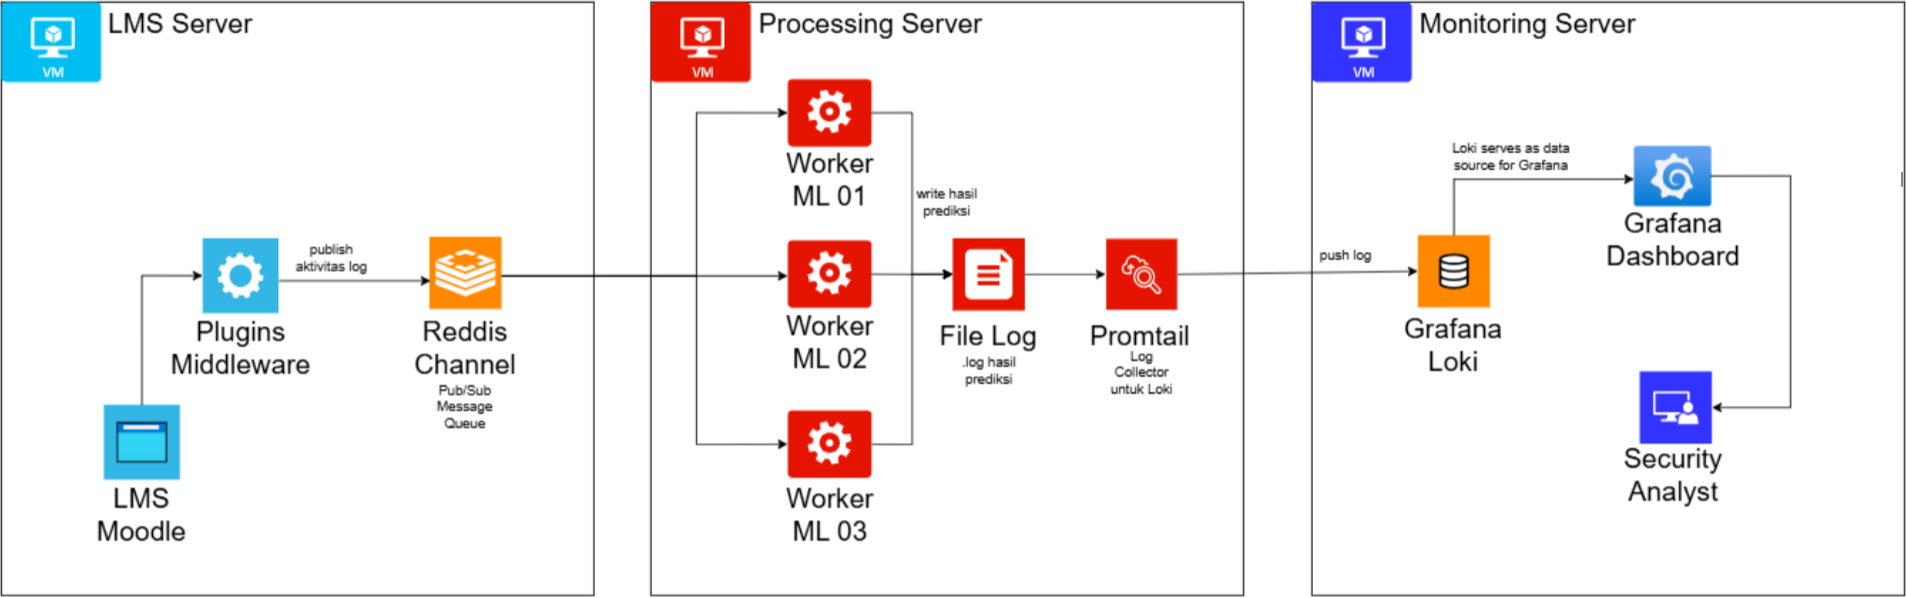 VM
LMS Server
publish
aktivitas log
Plugins
Middleware
Reddis
Channel
Pub/Sub
Message
Queue
LMS
Moodle
VM
Processing Server
Worker
ML 01
write hasil
prediksi
Worker
ML 02
File Log
.log hasil
prediksi
Promtail
Log
Collector
untuk Loki
Worker
ML 03
VM
Monitoring Server
push log
Loki serves as data
source for Grafana
Grafana
Dashboard
Grafana
Loki
Security
Analyst